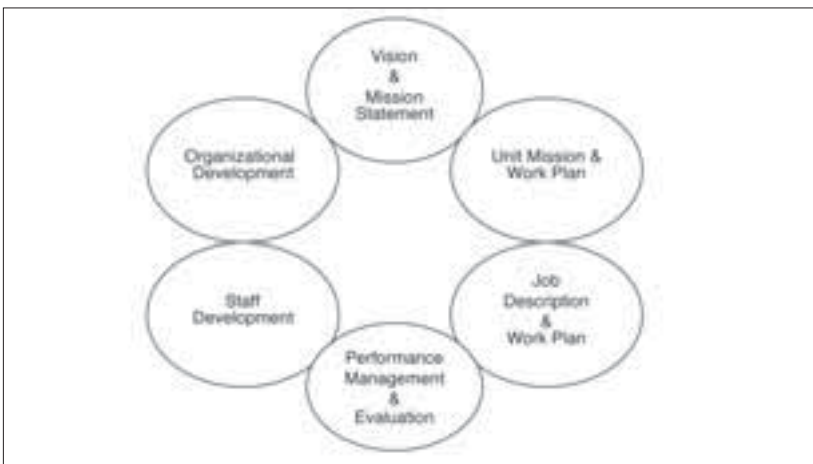 Vision
&
Mission
Statement
Organizational
Development
Unit Mission &
Work Plan
Staff
Development
Job
Description
&
Work Plan
Performance
Management
&
Evaluation